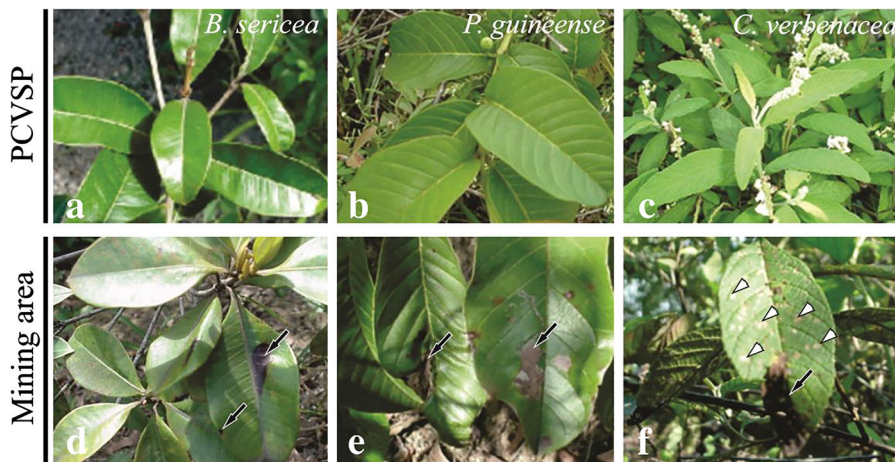 B. sericea
P. guineense
C. verbenacea
PCVSP
a
b
c
Mining area
d
e
f